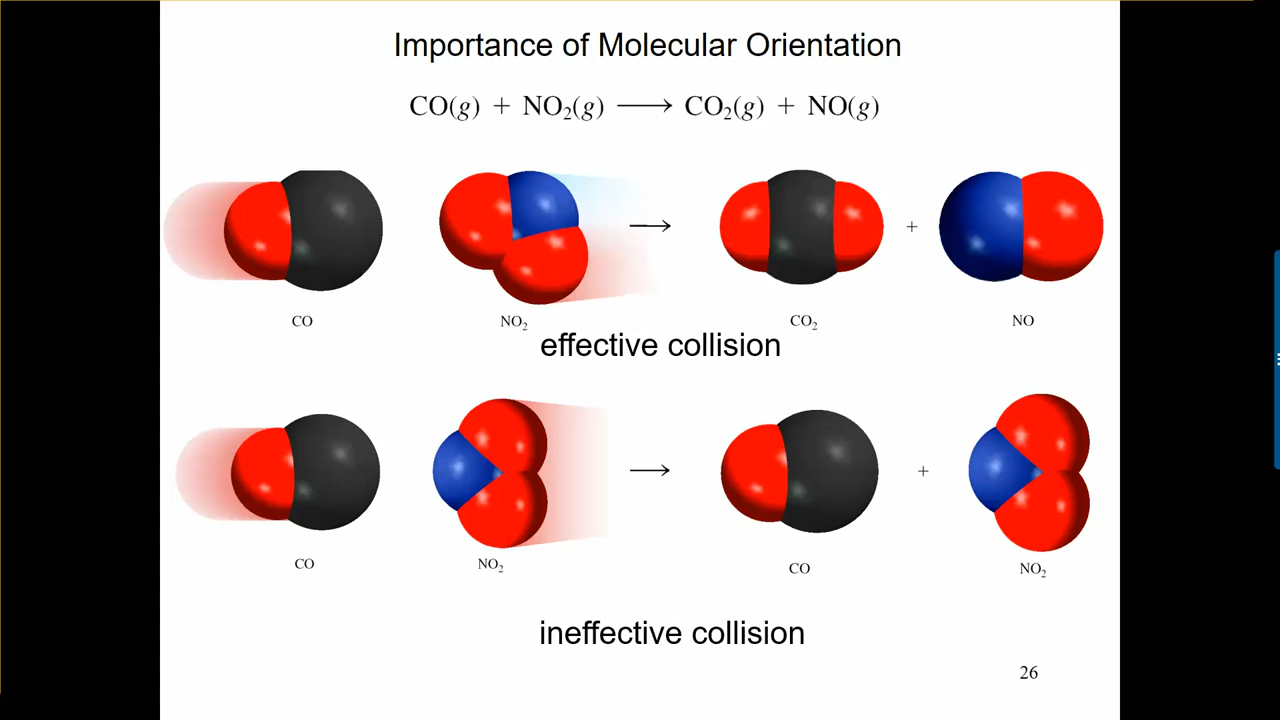 Importance of Molecular Orientation
CO(g) + NO₂(g) ⟶ CO₂(g) + NO(g)
→ +
CO NO₂ CO₂ NO
effective collision
→ +
CO NO₂ CO NO₂
ineffective collision
26